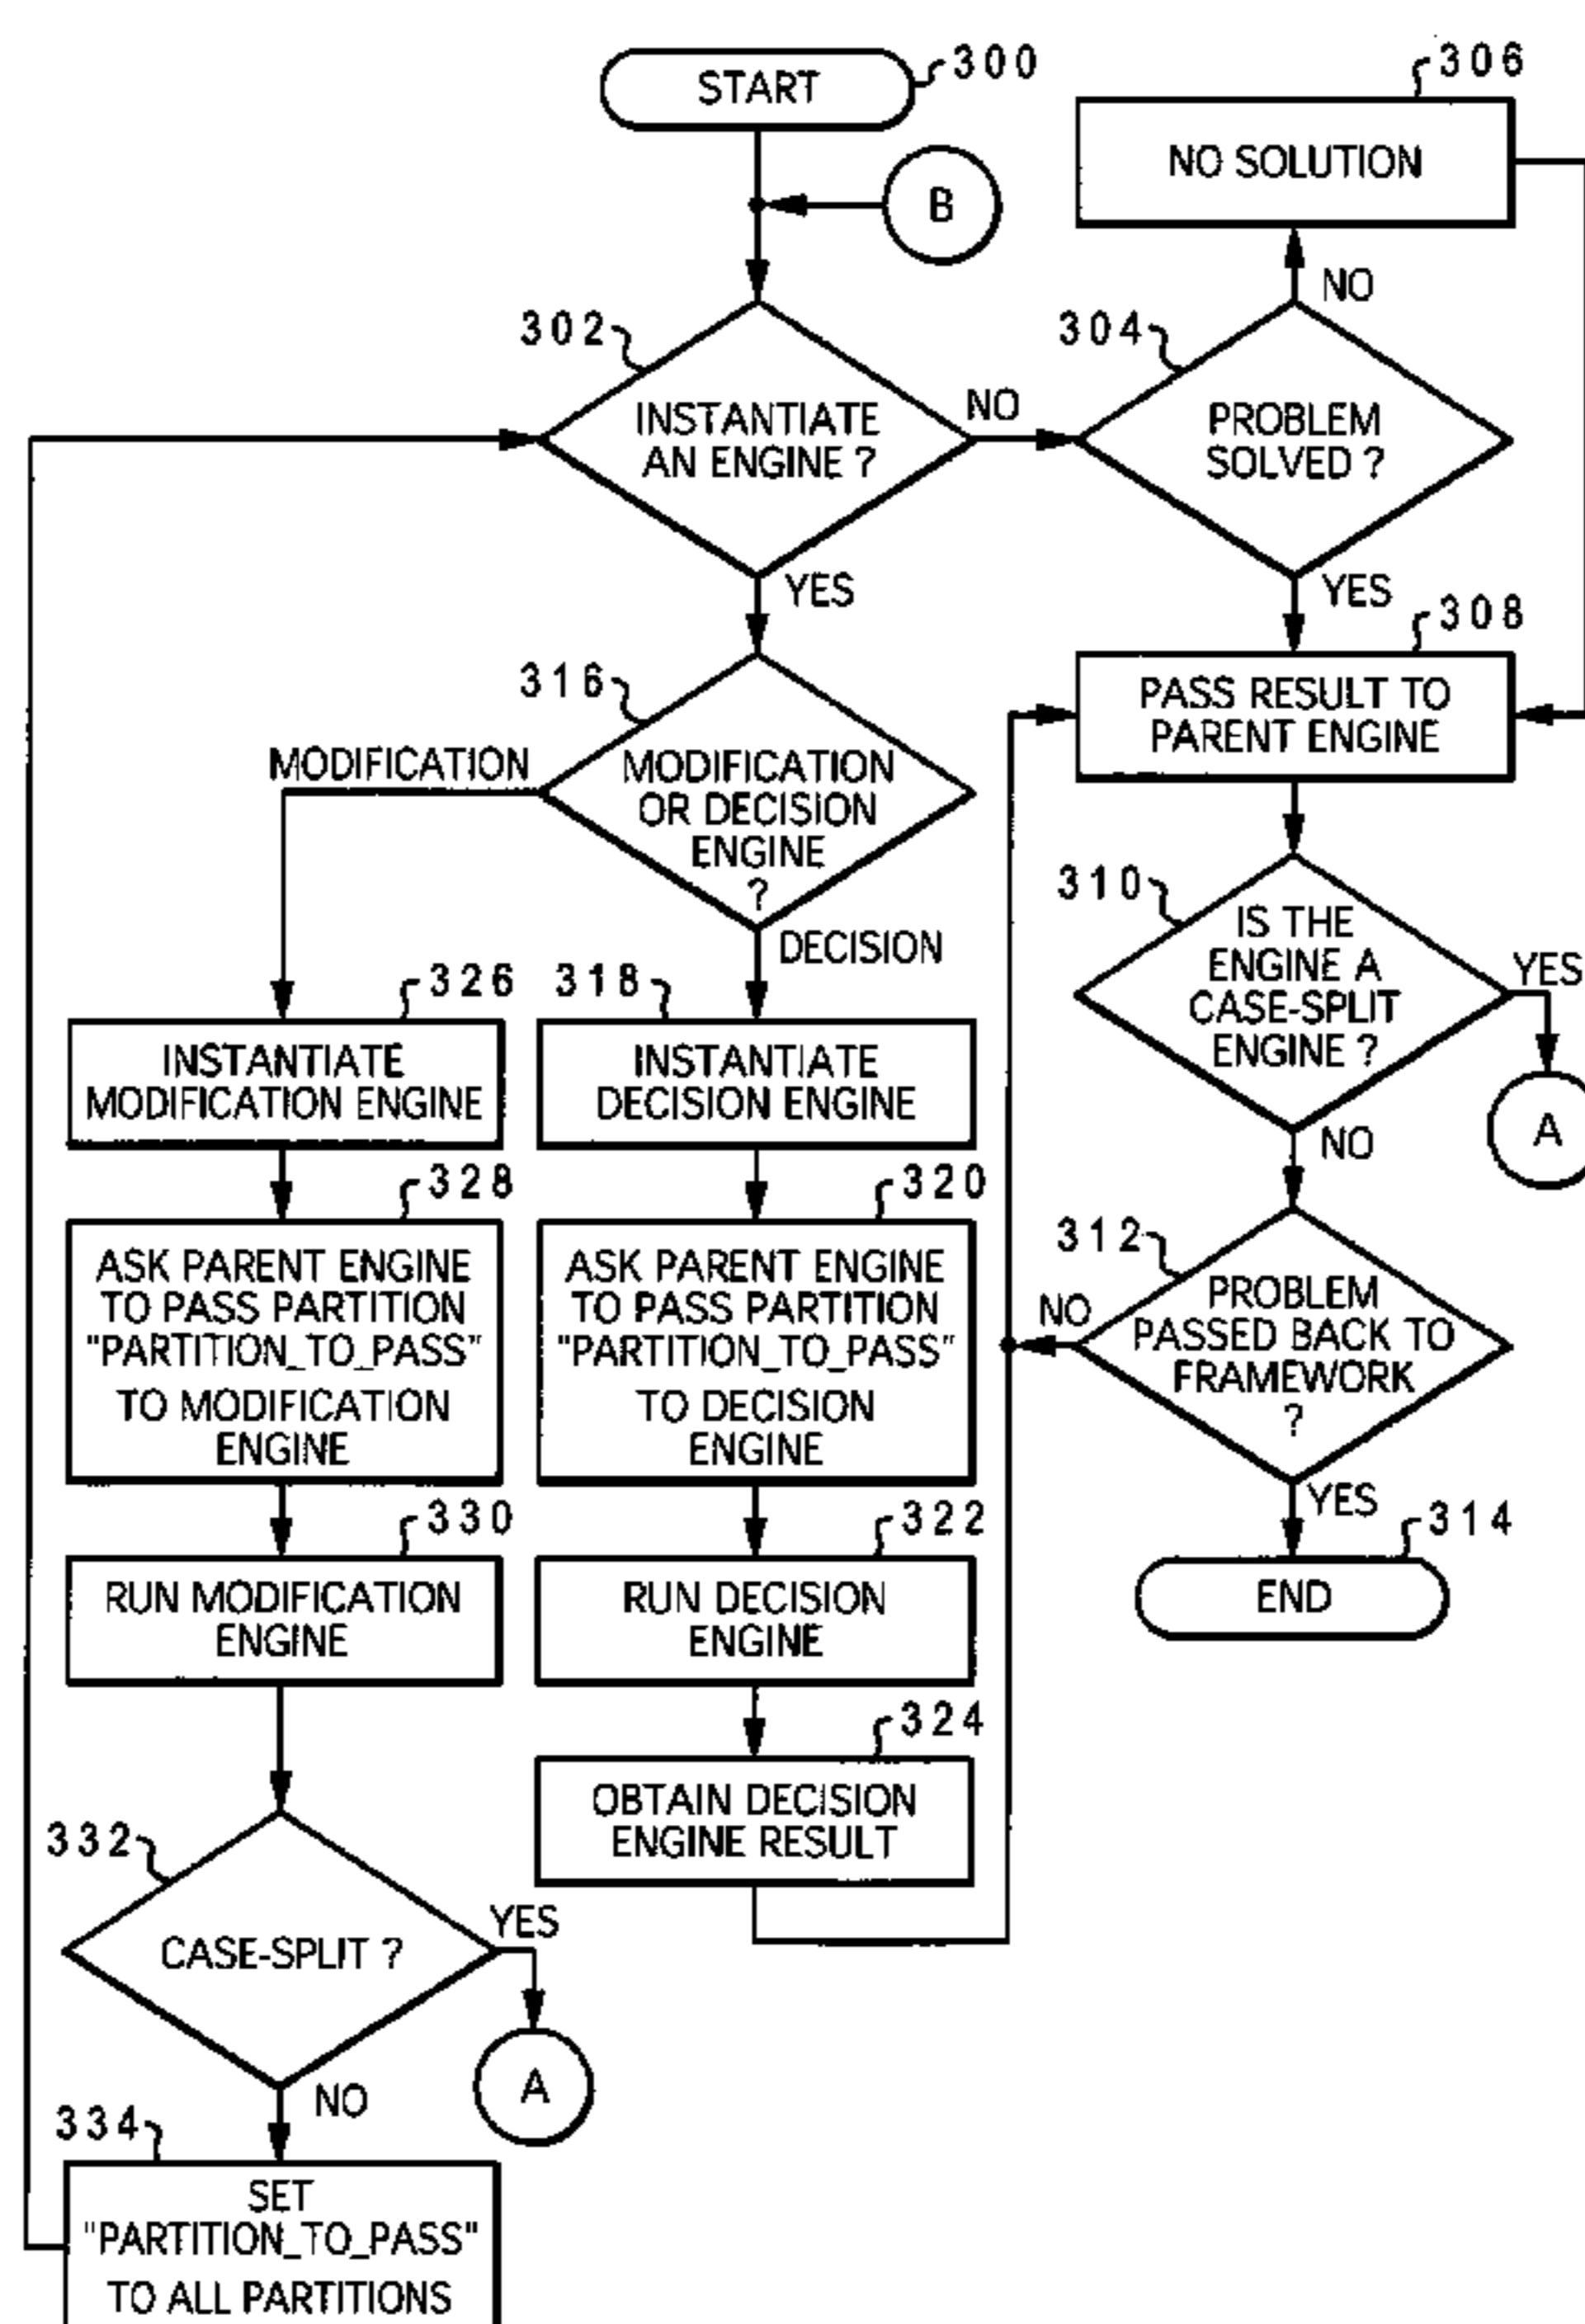 START
300
306
NO SOLUTION
B
NO
302
304
INSTANTIATE
AN ENGINE ?
NO
PROBLEM
SOLVED ?
YES
YES
308
316
PASS RESULT TO
PARENT ENGINE
MODIFICATION
MODIFICATION
OR DECISION
ENGINE
?
310
DECISION
IS THE
ENGINE A
CASE-SPLIT
ENGINE ?
YES
326
318
INSTANTIATE
MODIFICATION ENGINE
INSTANTIATE
DECISION ENGINE
A
NO
328
320
312
ASK PARENT ENGINE
TO PASS PARTITION
"PARTITION_TO_PASS"
TO MODIFICATION
ENGINE
ASK PARENT ENGINE
TO PASS PARTITION
"PARTITION_TO_PASS"
TO DECISION
ENGINE
NO
PROBLEM
PASSED BACK TO
FRAMEWORK
?
YES
330
322
314
RUN MODIFICATION
ENGINE
RUN DECISION
ENGINE
END
324
OBTAIN DECISION
ENGINE RESULT
332
CASE-SPLIT ?
YES
A
NO
334
SET
"PARTITION_TO_PASS"
TO ALL PARTITIONS